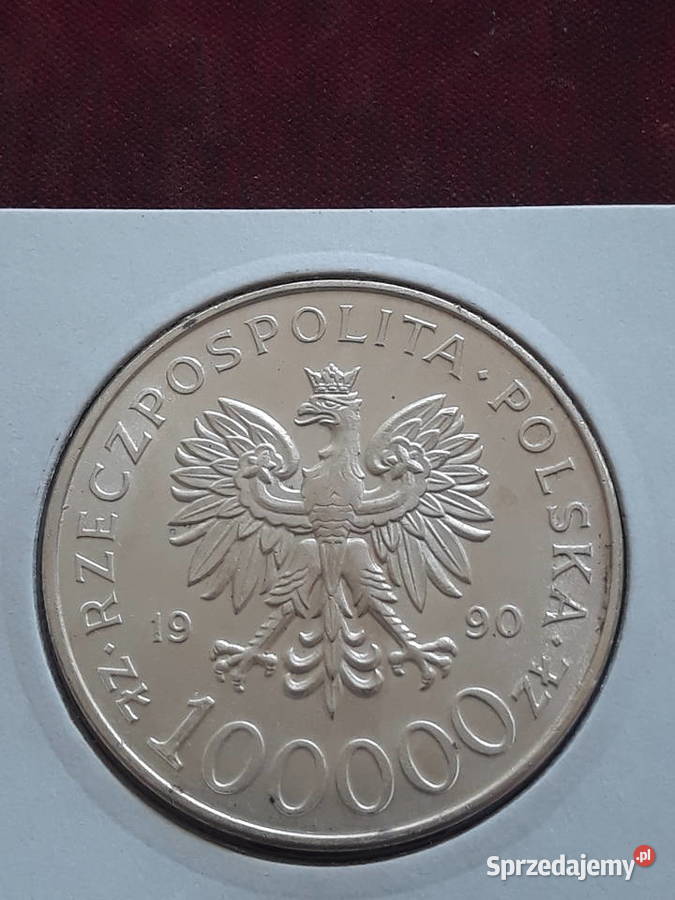 ZŁ · RZECZPOSPOLITA · POLSKA · ZŁ
19 90
100000
Sprzedajemy.pl